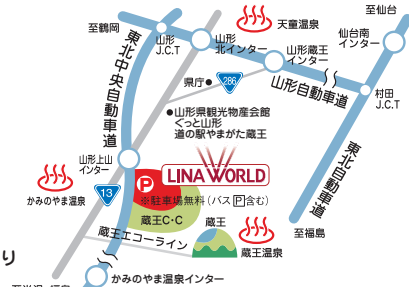 至鶴岡
山形
J.C.T
山形
北インター
天童温泉
至仙台
仙台南
インター
山形蔵王
インター
東北中央自動車道
県庁
286
山形自動車道
村田
J.C.T
山形県観光物産会館
ぐっと山形
道の駅やまがた蔵王
山形上山
インター
P
LINA WORLD
東北自動車道
かみのやま温泉
13
※駐車場無料(バスP含む)
蔵王C・C
蔵王
至福島
蔵王エコーライン
蔵王温泉
り
かみのやま温泉インター